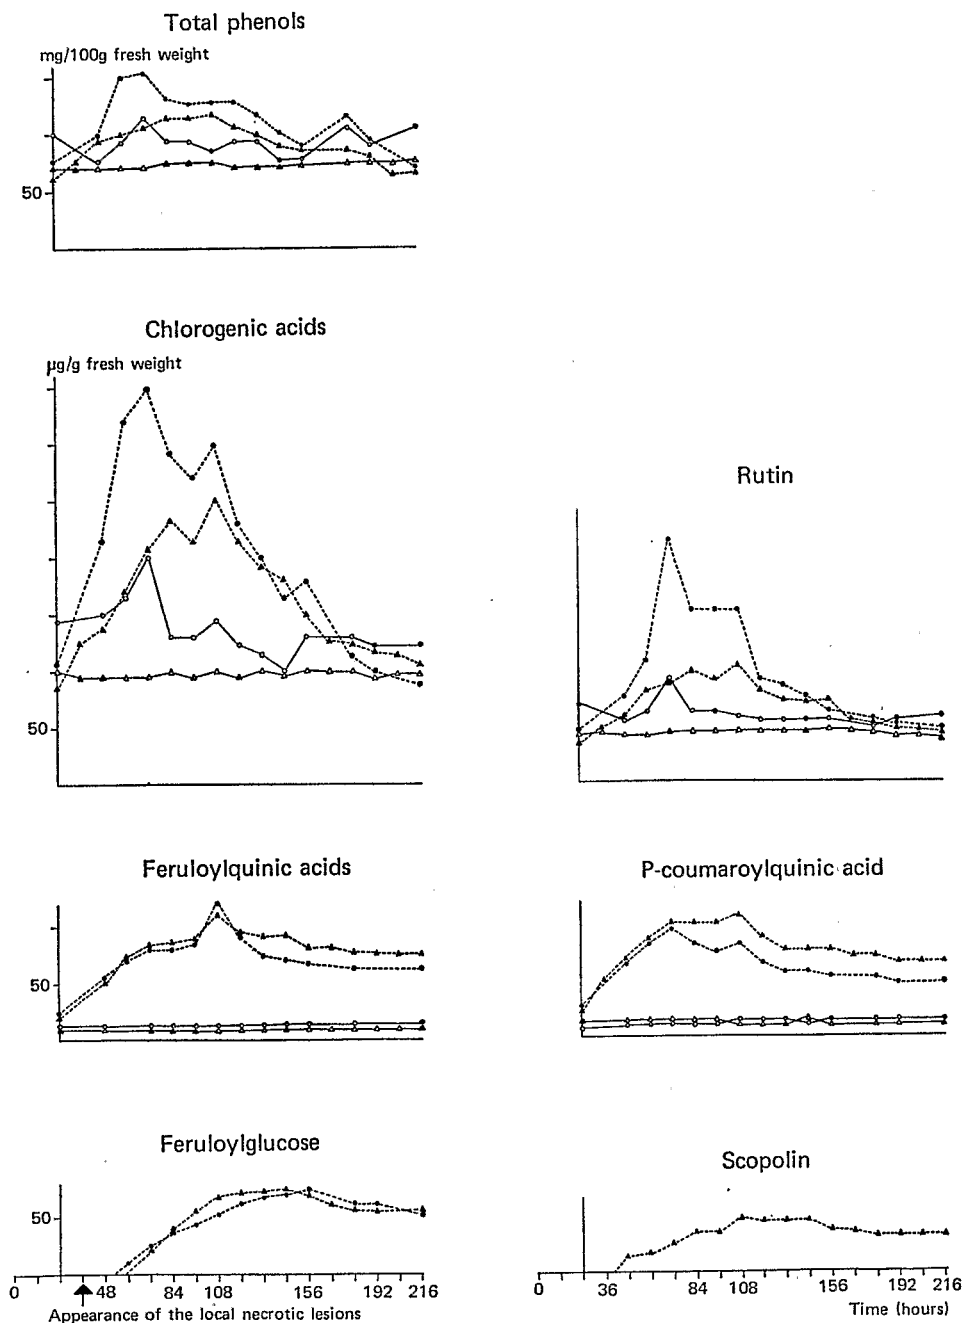 Total phenols
mg/100g fresh weight
50
Chlorogenic acids
µg/g fresh weight
50
Rutin
Feruloylquinic acids
50
P-coumaroylquinic acid
Feruloylglucose
50
0 48 84 108 156 192 216
Appearance of the local necrotic lesions
Scopolin
0 36 84 108 156 192 216
Time (hours)